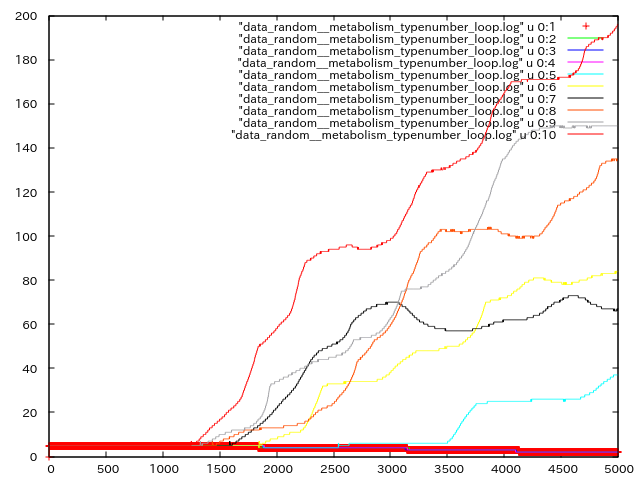 200
180
160
140
120
100
80
60
40
20
0
"data_random__metabolism_typenumber_loop.log" u 0:1
"data_random__metabolism_typenumber_loop.log" u 0:2
"data_random__metabolism_typenumber_loop.log" u 0:3
"data_random__metabolism_typenumber_loop.log" u 0:4
"data_random__metabolism_typenumber_loop.log" u 0:5
"data_random__metabolism_typenumber_loop.log" u 0:6
"data_random__metabolism_typenumber_loop.log" u 0:7
"data_random__metabolism_typenumber_loop.log" u 0:8
"data_random__metabolism_typenumber_loop.log" u 0:9
"data_random__metabolism_typenumber_loop.log" u 0:10
0 500 1000 1500 2000 2500 3000 3500 4000 4500 5000